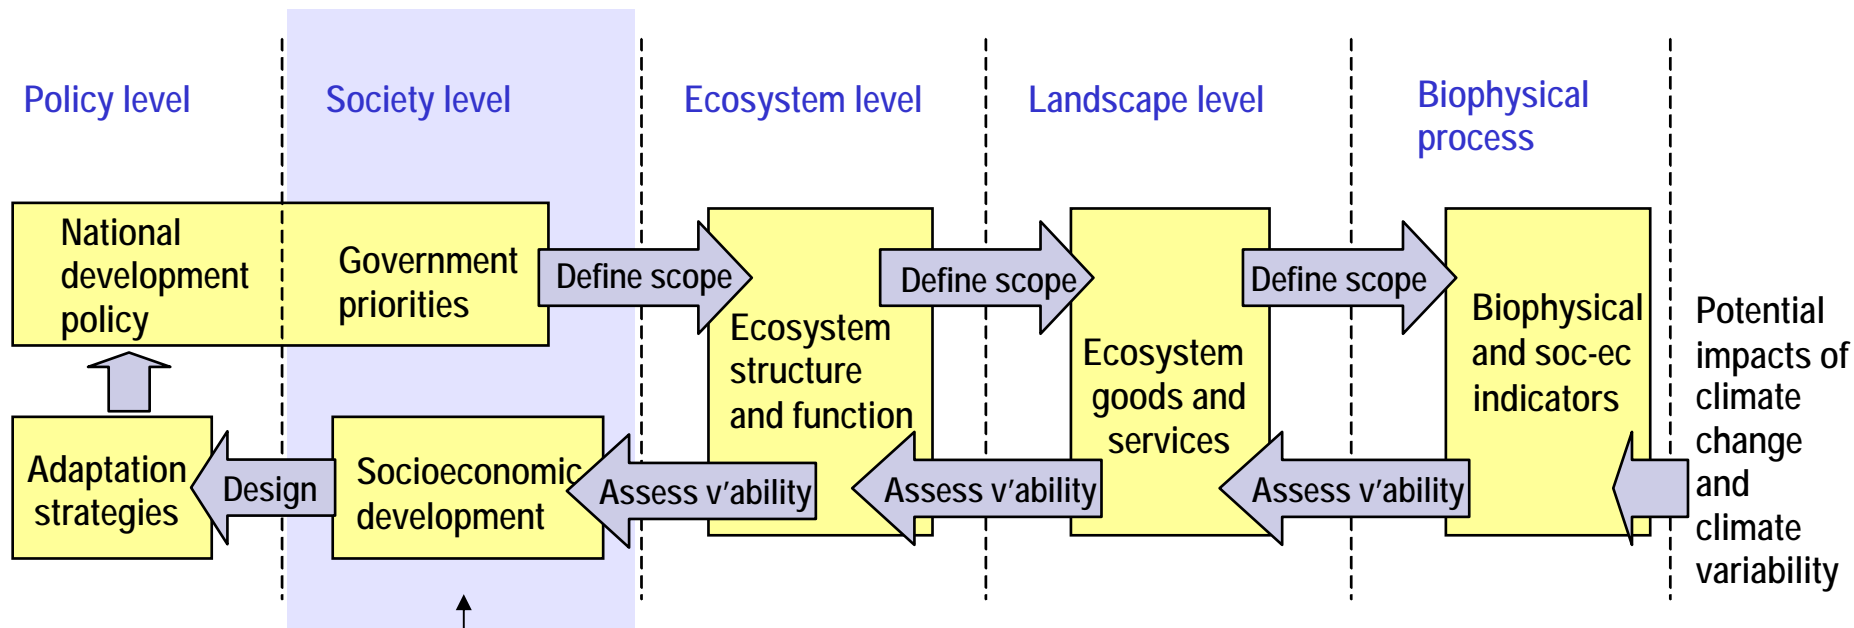 Policy level
Society level
Ecosystem level
Landscape level
Biophysical
process
National
development
policy
Government
priorities
Define scope
Define scope
Define scope
Ecosystem
structure
and function
Ecosystem
goods and
services
Biophysical
and soc-ec
indicators
Potential
impacts of
climate
change
and
climate
variability
Adaptation
strategies
Design
Socioeconomic
development
Assess v'ability
Assess v'ability
Assess v'ability